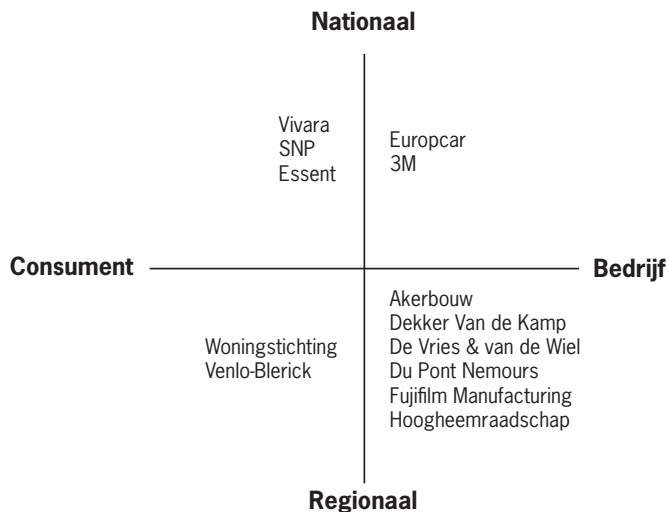 Nationaal
Vivara
SNP
Essent
Europcar
3M
Consument
Bedrijf
Woningstichting
Venlo-Blerick
Akerbouw
Dekker Van de Kamp
De Vries & van de Wiel
Du Pont Nemours
Fujifilm Manufacturing
Hoogheemraadschap
Regionaal